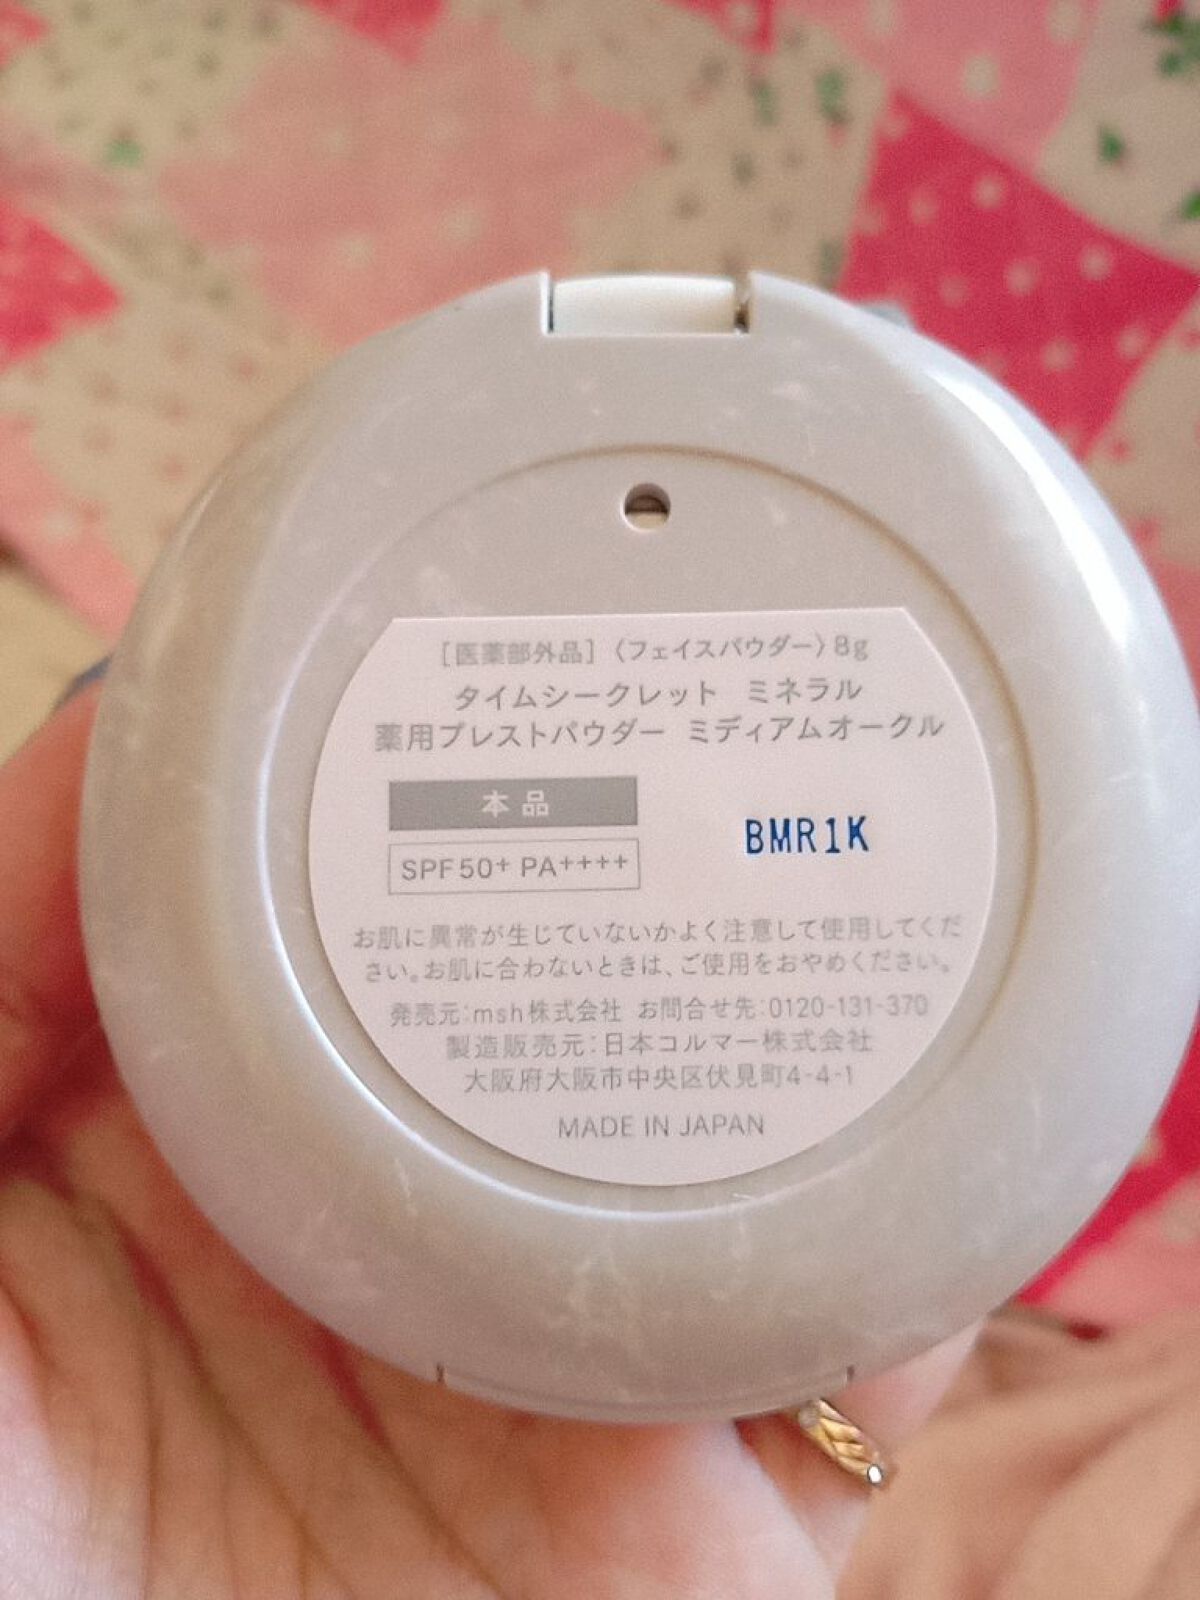 ［医薬部外品］〈フェイスパウダー〉8g
タイムシークレット ミネラル
薬用プレストパウダー ミディアムオークル
本品
BMR1K
SPF50+ PA++++
お肌に異常が生じていないかよく注意して使用してくだ
さい。お肌に合わないときは、ご使用をおやめください。
発売元：msh株式会社 お問合せ先：0120-131-370
製造販売元：日本コルマー株式会社
大阪府大阪市中央区伏見町4-4-1
MADE IN JAPAN